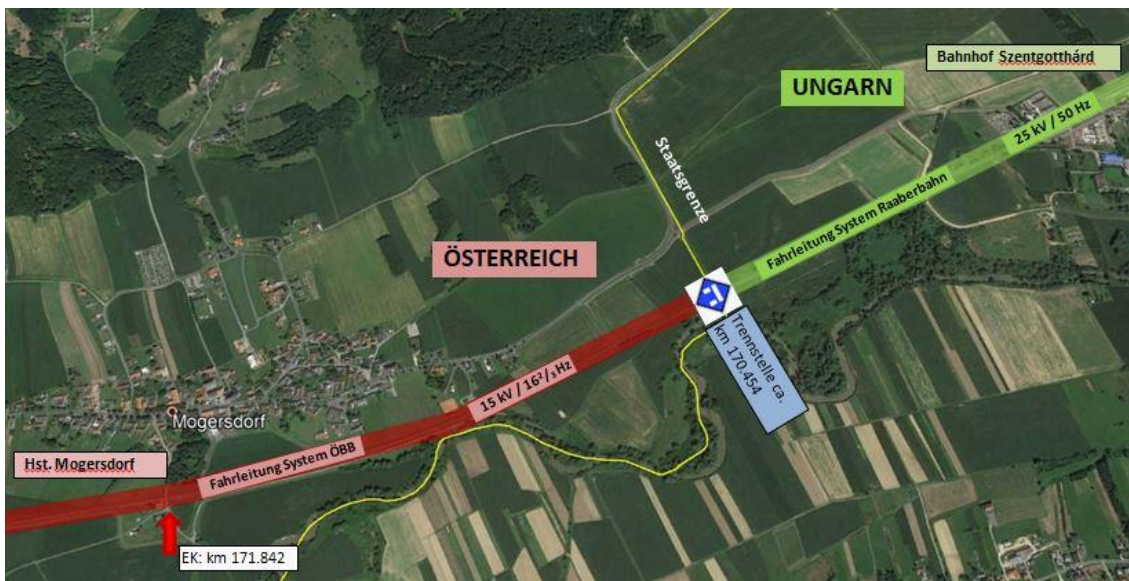 Bahnhof Szentgotthárd
UNGARN
25 kV / 50 Hz
Staatsgrenze
Fahrleitung System Raaberbahn
ÖSTERREICH
Trennstelle ca.
km 170.454
15 kV / 16²/₃ Hz
Mogersdorf
Hst. Mogersdorf
Fahrleitung System ÖBB
EK: km 171.842